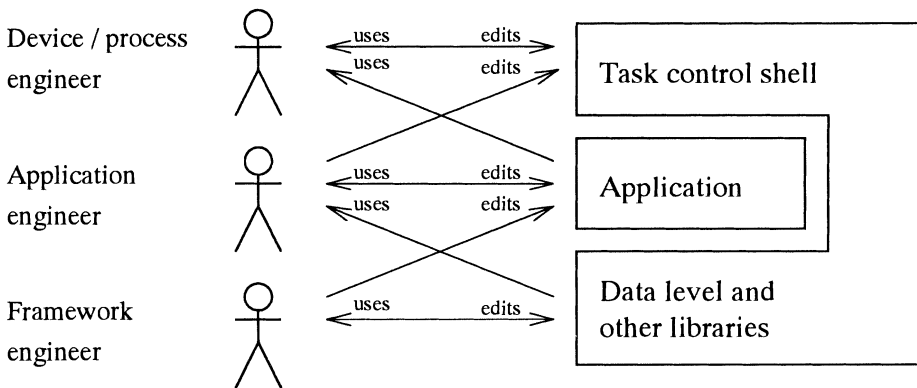 Device / process
engineer
uses edits
uses edits
Task control shell
Application
engineer
uses edits
uses edits
Application
Framework
engineer
uses edits
Data level and
other libraries